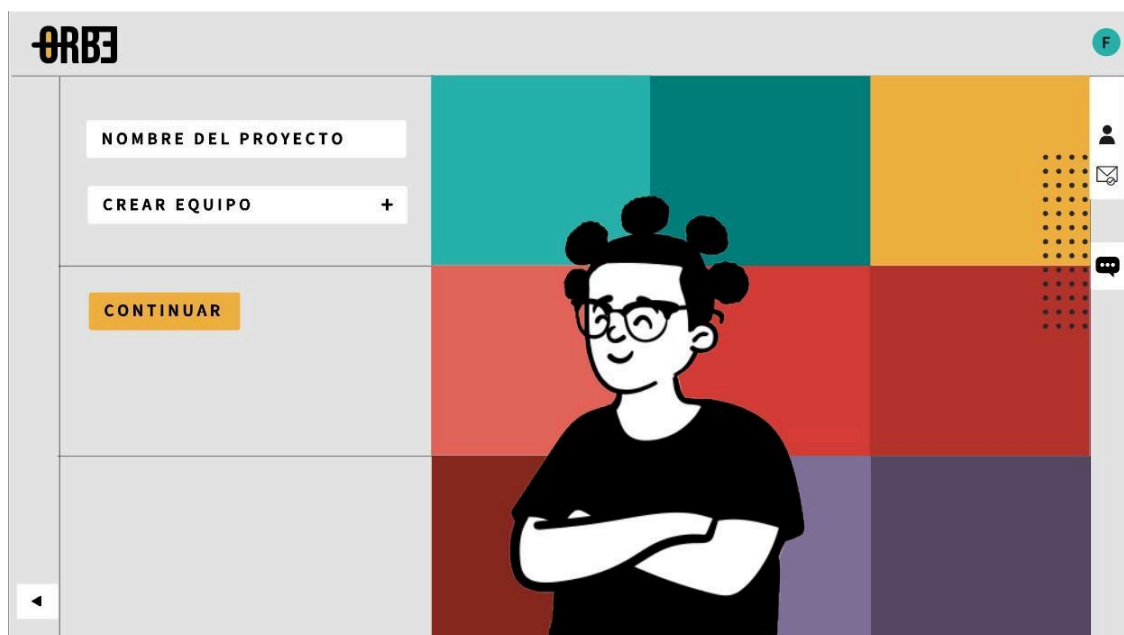 ORBE
F
NOMBRE DEL PROYECTO
CREAR EQUIPO +
CONTINUAR